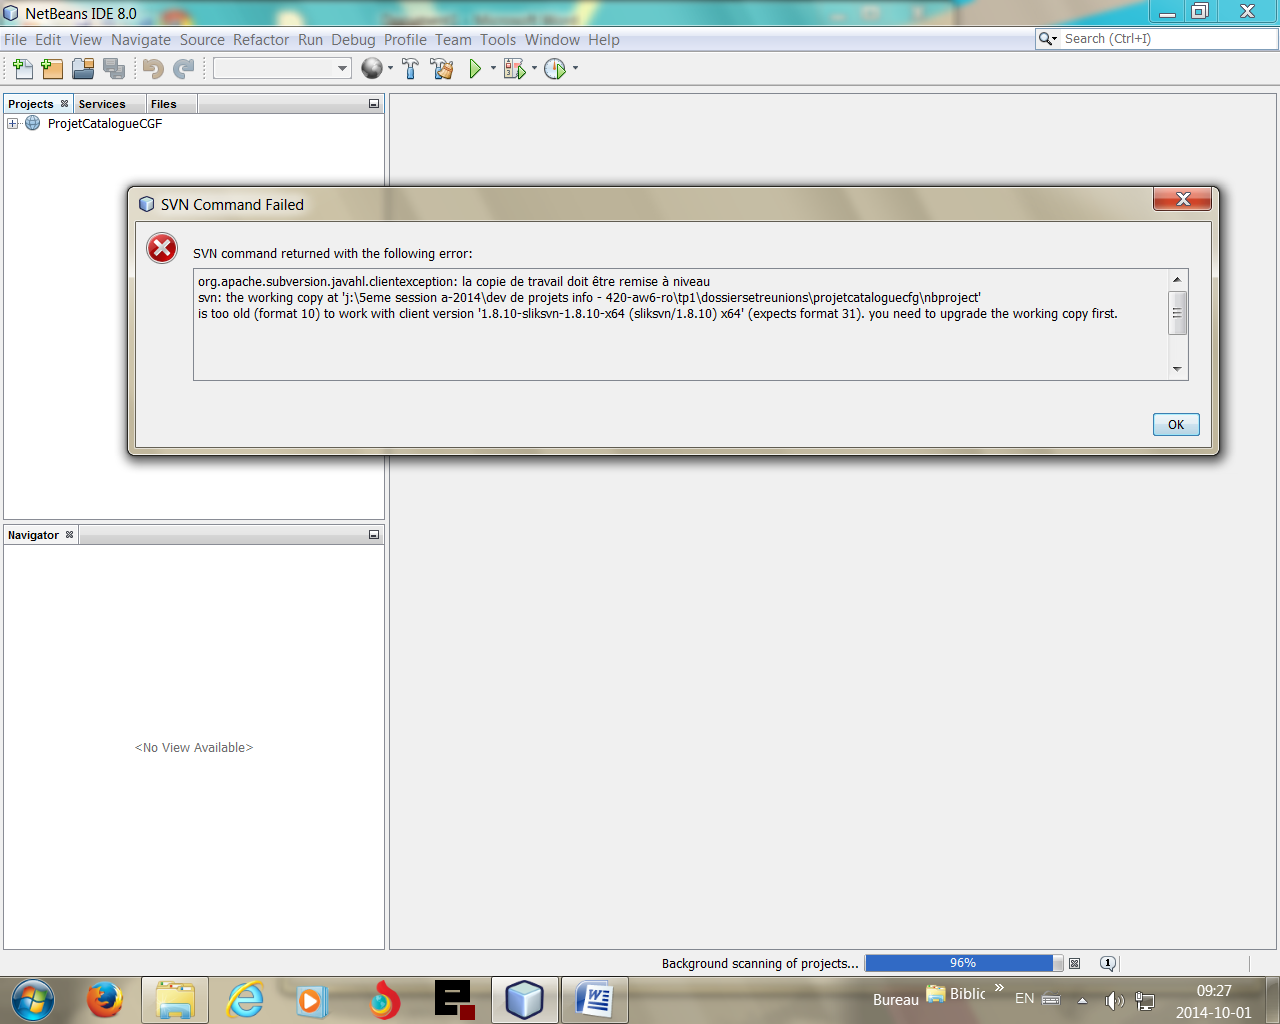 NetBeans IDE 8.0
File Edit View Navigate Source Refactor Run Debug Profile Team Tools Window Help
Search (Ctrl+I)
Projects Services Files
ProjetCatalogueCGF
SVN Command Failed
SVN command returned with the following error:
org.apache.subversion.javahl.clientexception: la copie de travail doit être remise à niveau
svn: the working copy at 'j:\5eme session a-2014\dev de projets info - 420-aw6-ro\tp1\dossiersetreunions\projetcataloguecfg\nbproject'
is too old (format 10) to work with client version '1.8.10-sliksvn-1.8.10-x64 (sliksvn/1.8.10) x64' (expects format 31). you need to upgrade the working copy first.
OK
Navigator
<No View Available>
Background scanning of projects... 96% 1
Bureau Biblic » EN 09:27
2014-10-01